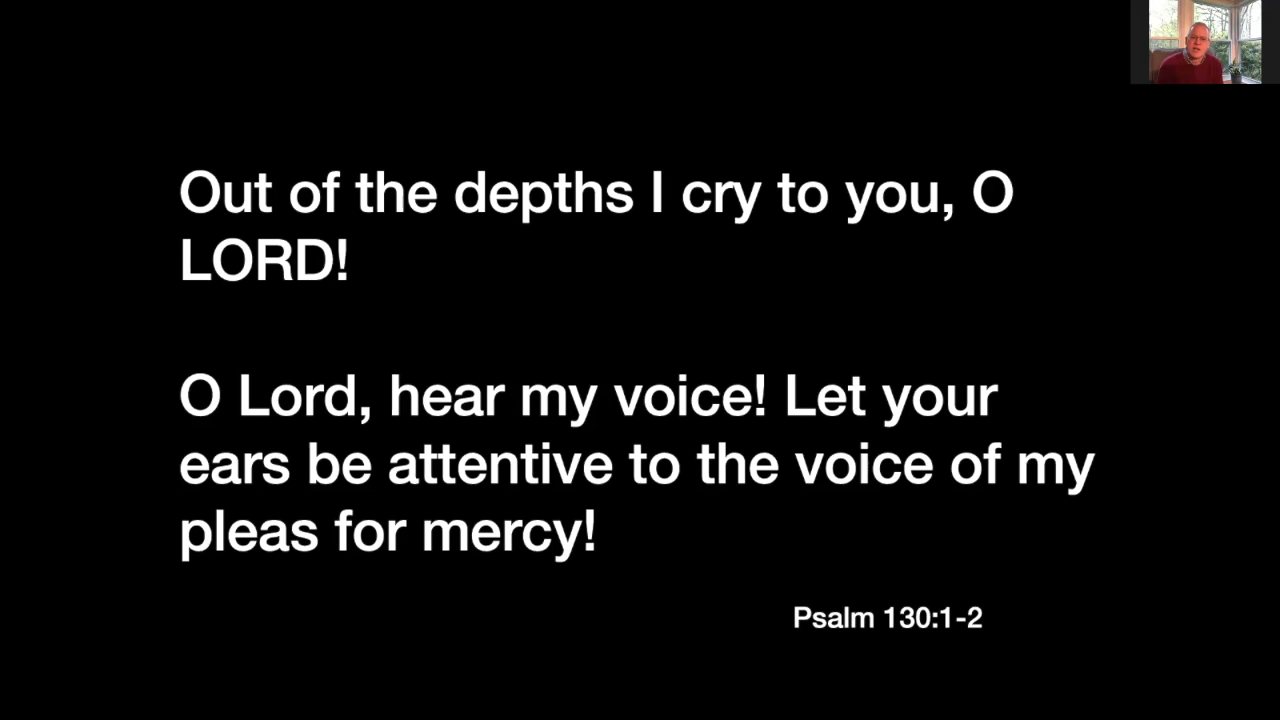 Out of the depths I cry to you, O
LORD!
O Lord, hear my voice! Let your
ears be attentive to the voice of my
pleas for mercy!
Psalm 130:1-2